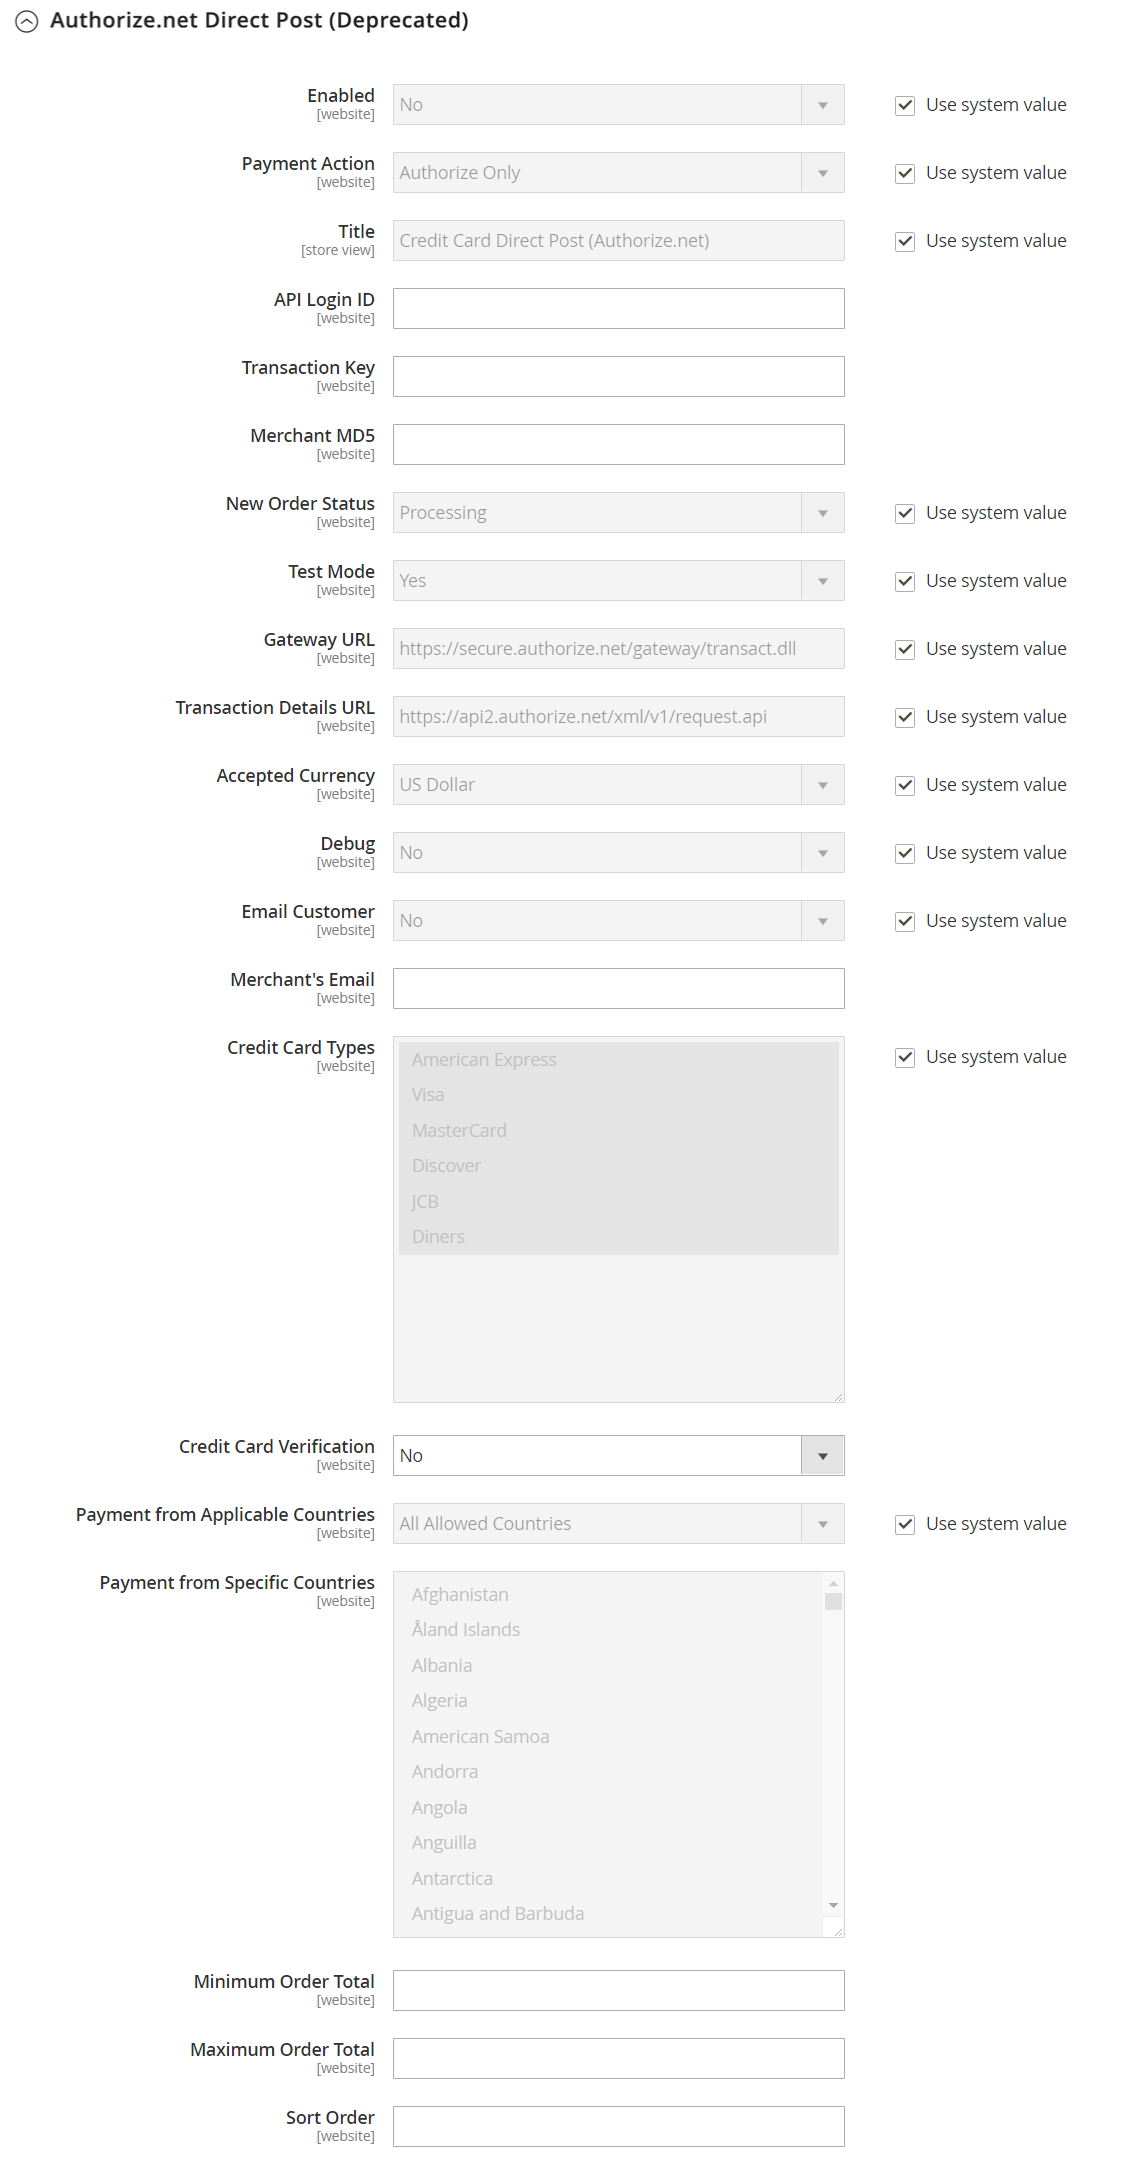 Authorize.net Direct Post (Deprecated)
Enabled
[website]
No
Use system value
Payment Action
[website]
Authorize Only
Use system value
Title
[store view]
Credit Card Direct Post (Authorize.net)
Use system value
API Login ID
[website]
Transaction Key
[website]
Merchant MD5
[website]
New Order Status
[website]
Processing
Use system value
Test Mode
[website]
Yes
Use system value
Gateway URL
[website]
https://secure.authorize.net/gateway/transact.dll
Use system value
Transaction Details URL
[website]
https://api2.authorize.net/xml/v1/request.api
Use system value
Accepted Currency
[website]
US Dollar
Use system value
Debug
[website]
No
Use system value
Email Customer
[website]
No
Use system value
Merchant's Email
[website]
Credit Card Types
[website]
American Express
Visa
MasterCard
Discover
JCB
Diners
Use system value
Credit Card Verification
[website]
No
Payment from Applicable Countries
[website]
All Allowed Countries
Use system value
Payment from Specific Countries
[website]
Afghanistan
Åland Islands
Albania
Algeria
American Samoa
Andorra
Angola
Anguilla
Antarctica
Antigua and Barbuda
Minimum Order Total
[website]
Maximum Order Total
[website]
Sort Order
[website]